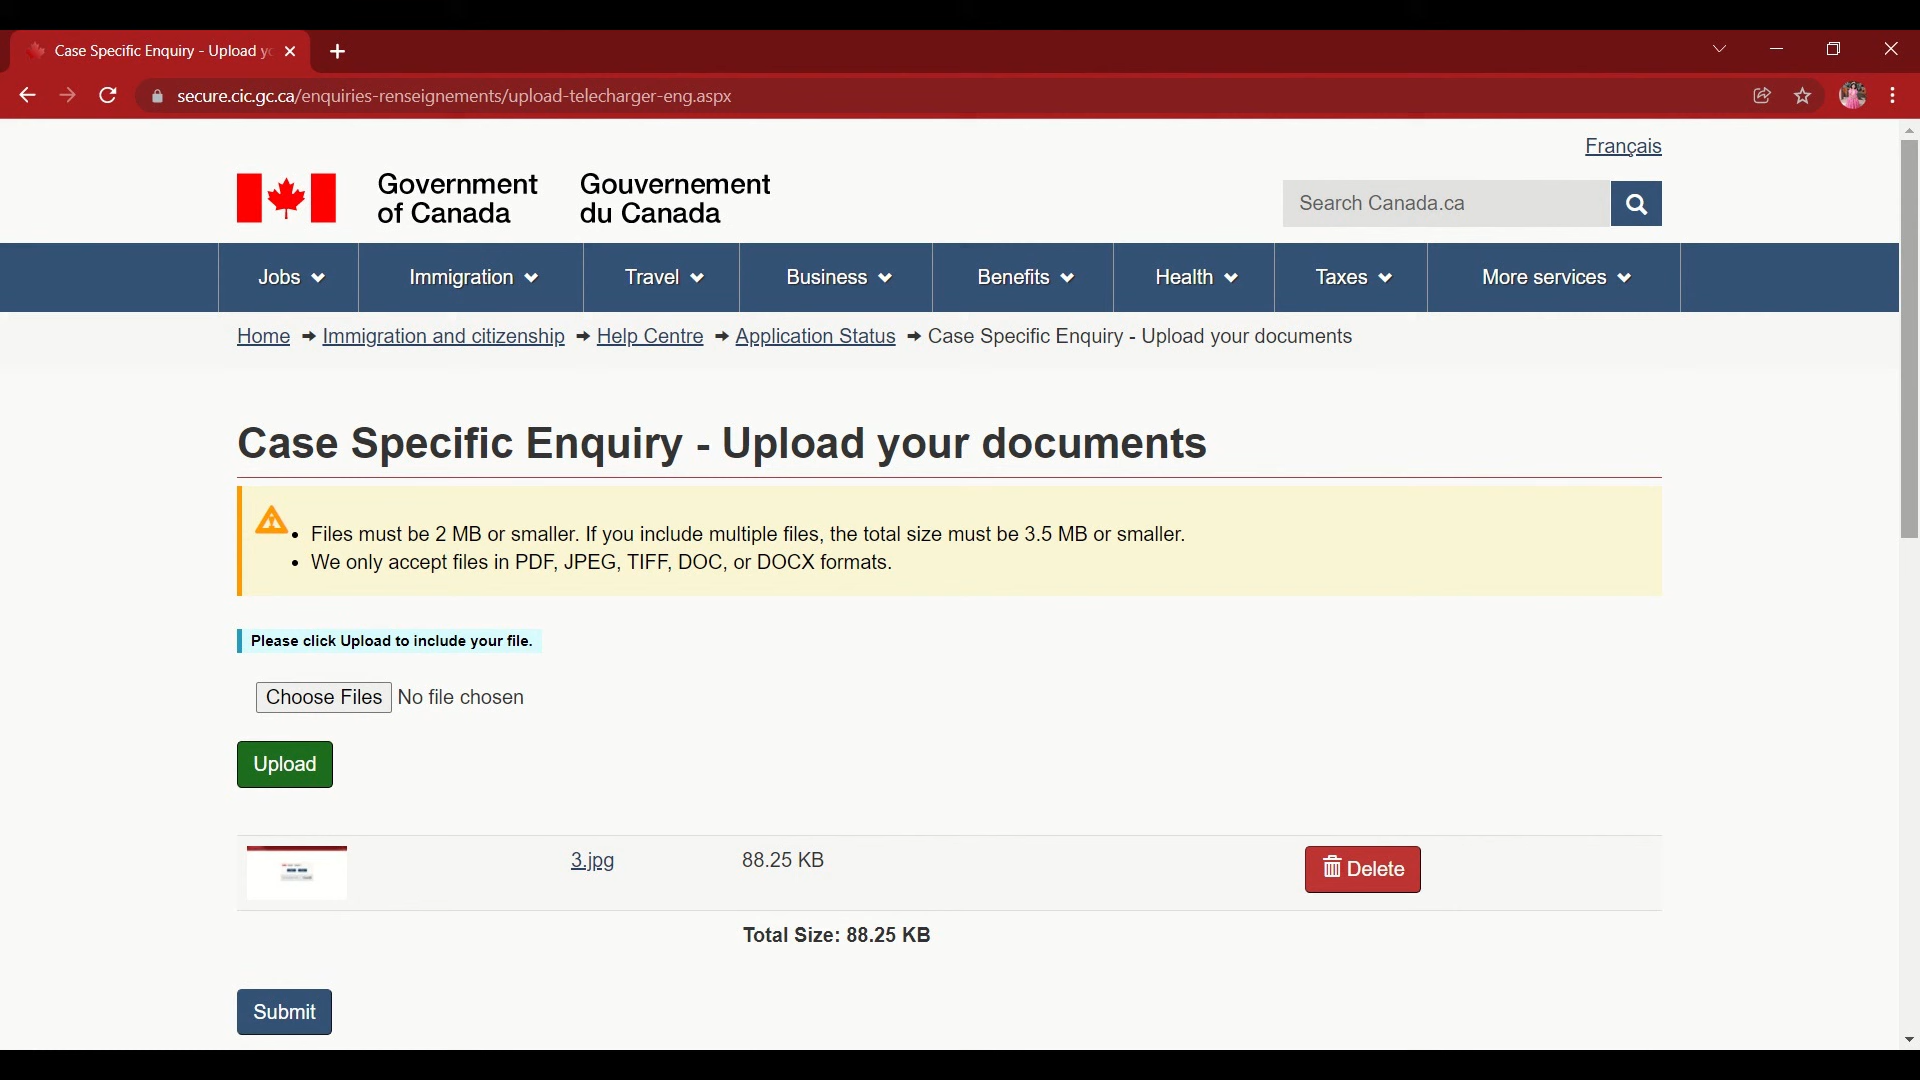 Case Specific Enquiry - Upload yo
secure.cic.gc.ca/enquiries-renseignements/upload-telecharger-eng.aspx
Français
Government of Canada
Gouvernement du Canada
Search Canada.ca
Jobs Immigration Travel Business Benefits Health Taxes More services
Home Immigration and citizenship Help Centre Application Status Case Specific Enquiry - Upload your documents
Case Specific Enquiry - Upload your documents
• Files must be 2 MB or smaller. If you include multiple files, the total size must be 3.5 MB or smaller.
• We only accept files in PDF, JPEG, TIFF, DOC, or DOCX formats.
Please click Upload to include your file.
Choose Files No file chosen
Upload
3.jpg 88.25 KB Delete
Total Size: 88.25 KB
Submit